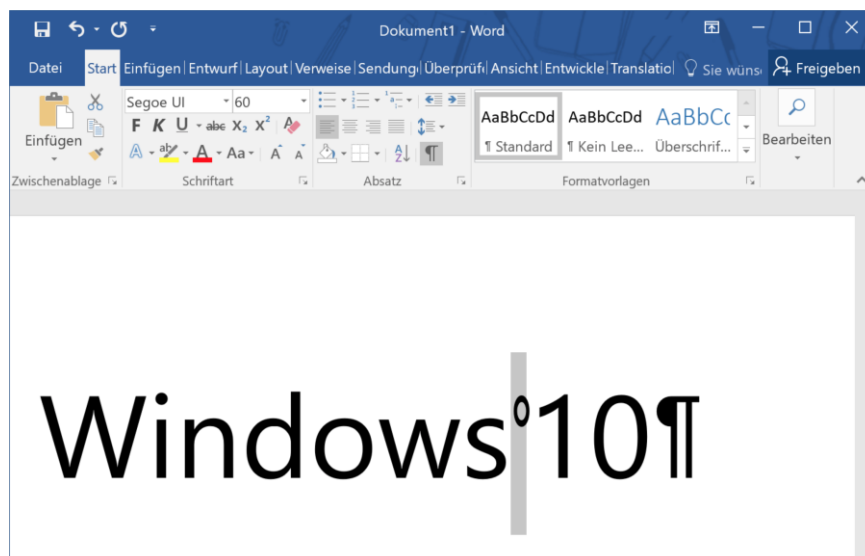 Dokument1 - Word
Datei Start Einfügen Entwurf Layout Verweise Sendung Überprüf Ansicht Entwickle Translatio Sie wüns Freigeben
Segoe UI 60
F K U abc X₂ X² AaBbCcDd AaBbCcDd AaBbCc
Einfügen ¶ Standard ¶ Kein Lee... Überschrif... Bearbeiten
A ab A Aa A A A Z ¶
Zwischenablage Schriftart Absatz Formatvorlagen
Windows°10¶